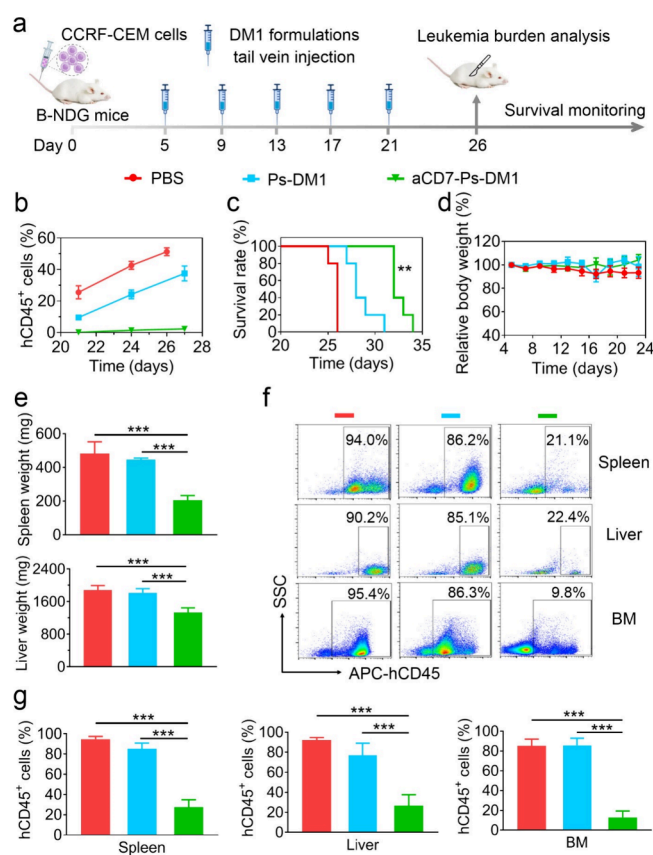 a
CCRF-CEM cells
DM1 formulations
tail vein injection
Leukemia burden analysis
B-NDG mice
Survival monitoring
Day 0 5 9 13 17 21 26
PBS Ps-DM1 aCD7-Ps-DM1
b
hCD45+ cells (%)
80
60
40
20
0
20 22 24 26 28
Time (days)
c
Survival rate (%)
100
80
60
40
20
0
**
20 25 30 35
Time (days)
d
Relative body weight (%)
120
100
80
60
40
4 8 12 16 20 24
Time (days)
e
Spleen weight (mg)
600
400
200
0
***
***
Liver weight (mg)
2400
1800
1200
600
0
***
***
f
94.0% 86.2% 21.1% Spleen
90.2% 85.1% 22.4% Liver
95.4% 86.3% 9.8% BM
SSC
APC-hCD45
g
hCD45+ cells (%)
100
80
60
40
20
0
***
***
Spleen
hCD45+ cells (%)
100
80
60
40
20
0
***
***
Liver
hCD45+ cells (%)
100
80
60
40
20
0
***
***
BM